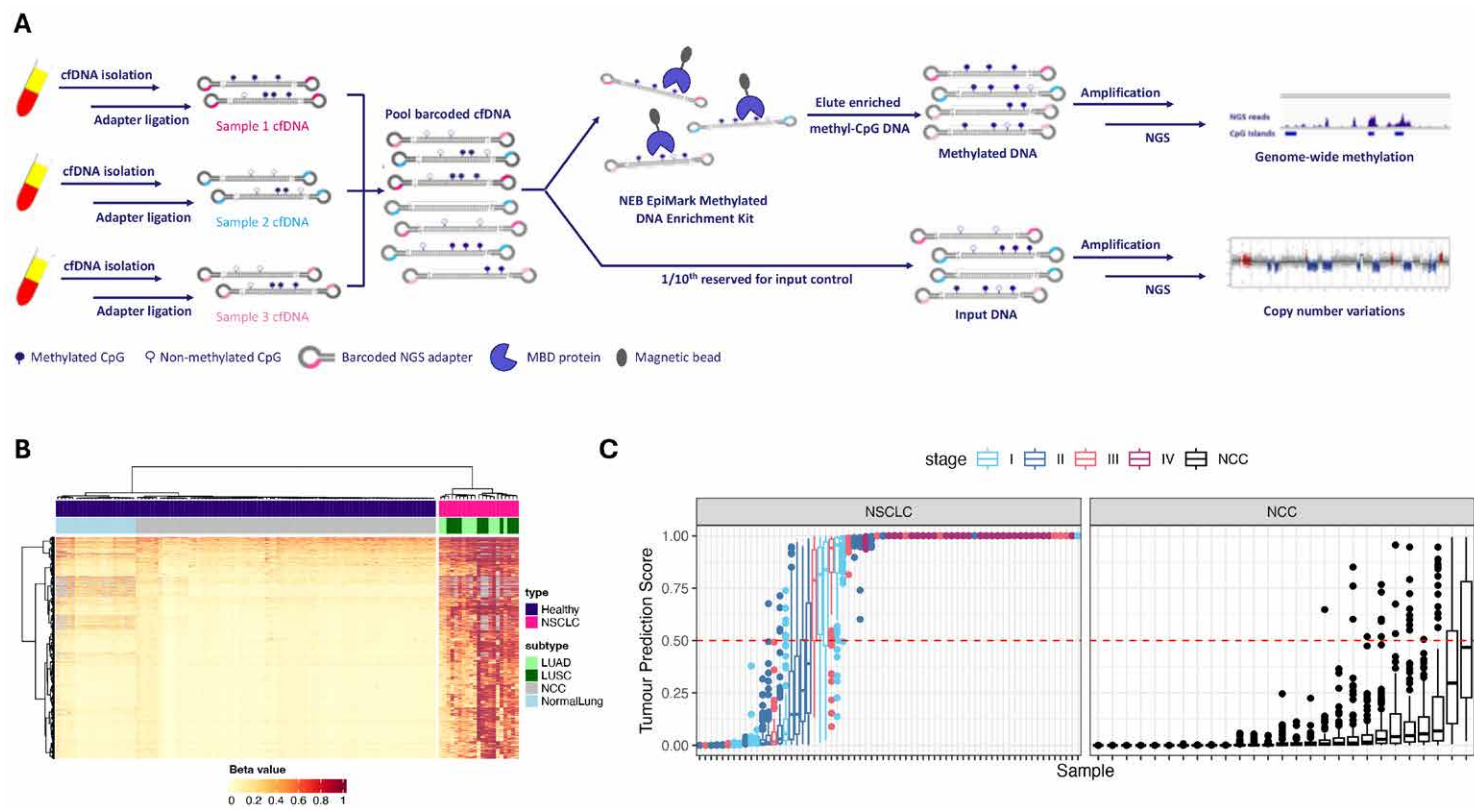 A
cfDNA isolation
Adapter ligation
Sample 1 cfDNA
cfDNA isolation
Adapter ligation
Sample 2 cfDNA
cfDNA isolation
Adapter ligation
Sample 3 cfDNA
Pool barcoded cfDNA
NEB EpiMark Methylated
DNA Enrichment Kit
Elute enriched
methyl-CpG DNA
Methylated DNA
Amplification
NGS
NGS reads
CpG Islands
Genome-wide methylation
1/10th reserved for input control
Input DNA
Amplification
NGS
Copy number variations
Methylated CpG
Non-methylated CpG
Barcoded NGS adapter
MBD protein
Magnetic bead
B
type
Healthy
NSCLC
subtype
LUAD
LUSC
NCC
NormalLung
Beta value
0 0.2 0.4 0.6 0.8 1
C
stage I II III IV NCC
NSCLC
NCC
Tumour Prediction Score
1.00
0.75
0.50
0.25
0.00
Sample